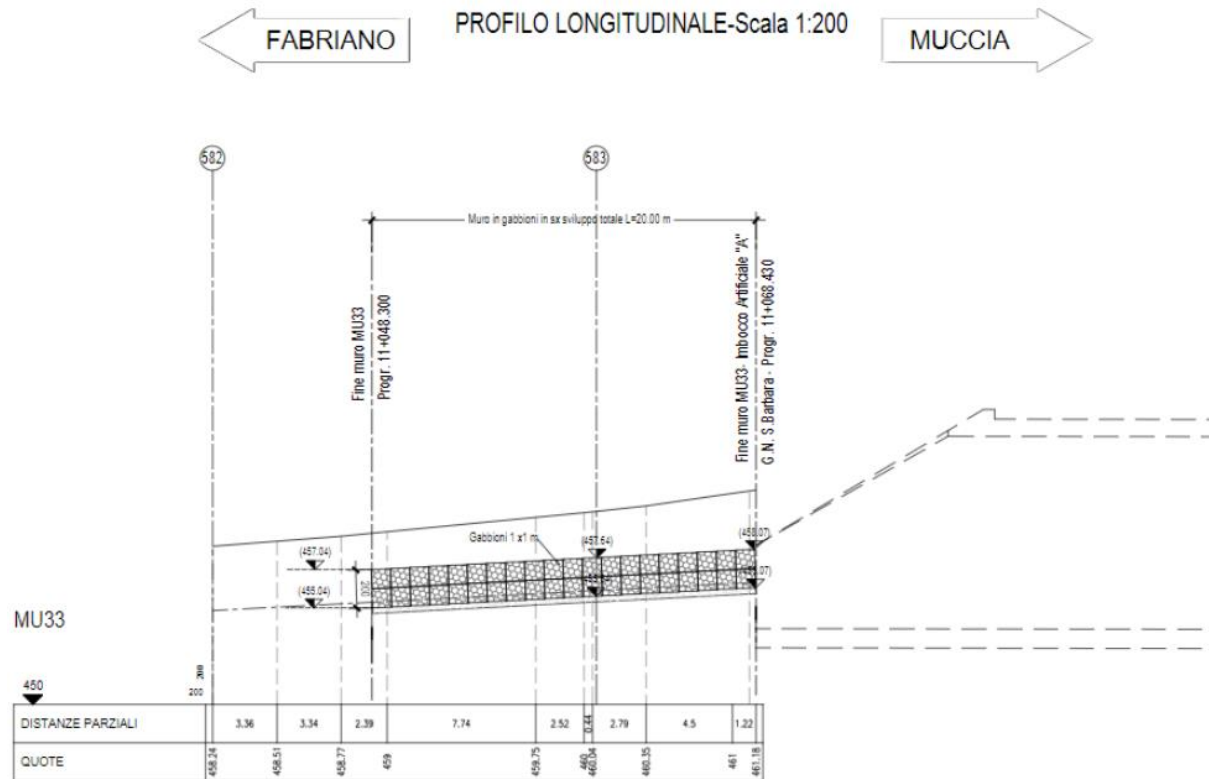 PROFILO LONGITUDINALE-Scala 1:200
FABRIANO
MUCCIA
582
583
Muro in gabbioni in sx sviluppo totale L=20.00 m
Fine muro MU33
Progr. 11+048.300
Fine muro MU33- Imbocco Artificiale "A"
G.N. S.Barbara - Progr. 11+068.430
Gabbioni 1 x1 m
(457.04)
(457.64)
(458.07)
(455.04)
200
MU33
200
200
450
DISTANZE PARZIALI 3.36 3.34 2.39 7.74 2.52 0.44 2.79 4.5 1.22
QUOTE 458.24 458.51 458.77 459 459.75 460 460.04 460.35 461 461.18